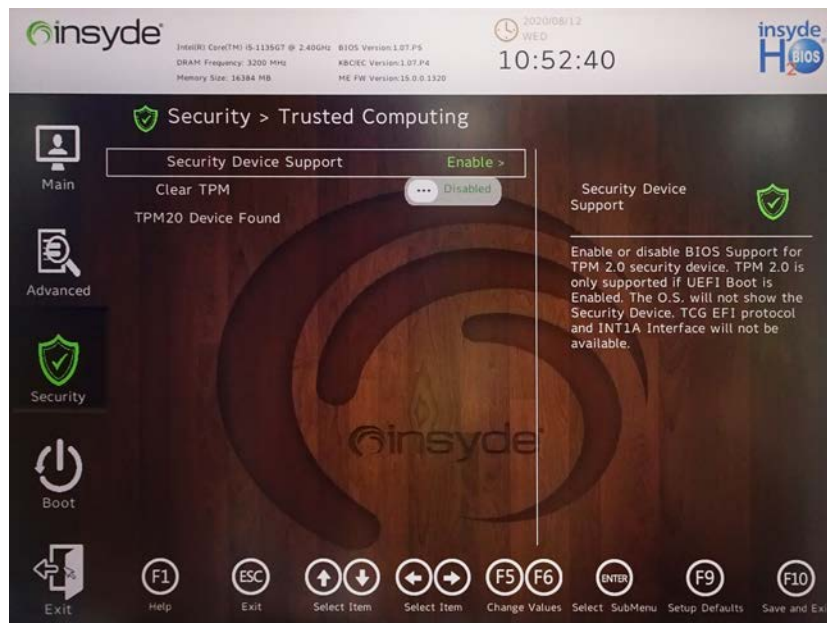 insyde
Intel(R) Core(TM) i5-1135G7 @ 2.40GHz BIOS Version:1.07.P5
DRAM Frequency: 3200 MHz KBC/EC Version:1.07.P4
Memory Size: 16384 MB ME FW Version:15.0.0.1320
2020/08/12
WED
10:52:40
insyde
H2O BIOS
Security > Trusted Computing
Main
Advanced
Security
Boot
Exit
Security Device Support Enable >
Clear TPM Disabled
TPM20 Device Found
Security Device
Support
Enable or disable BIOS Support for
TPM 2.0 security device. TPM 2.0 is
only supported if UEFI Boot is
Enabled. The O.S. will not show the
Security Device. TCG EFI protocol
and INT1A Interface will not be
available.
insyde
F1 Help
ESC Exit
Select Item
Select Item
F5 F6 Change Values
ENTER Select SubMenu
F9 Setup Defaults
F10 Save and Exi